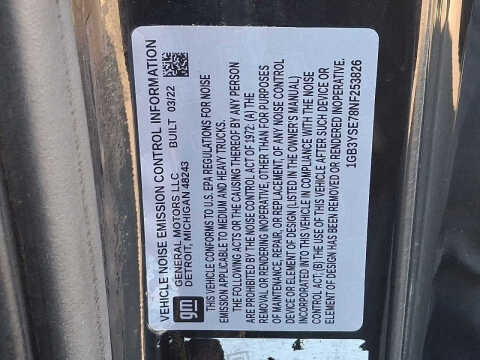 VEHICLE NOISE EMISSION CONTROL INFORMATION
gm
GENERAL MOTORS LLC BUILT 03/22
DETROIT, MICHIGAN 48243
THIS VEHICLE CONFORMS TO U.S. EPA REGULATIONS FOR NOISE
EMISSION APPLICABLE TO MEDIUM AND HEAVY TRUCKS.
THE FOLLOWING ACTS OR THE CAUSING THEREOF BY ANY PERSON
ARE PROHIBITED BY THE NOISE CONTROL ACT OF 1972: (A) THE
REMOVAL OR RENDERING INOPERATIVE, OTHER THAN FOR PURPOSES
OF MAINTENANCE, REPAIR, OR REPLACEMENT, OF ANY NOISE CONTROL
DEVICE OR ELEMENT OF DESIGN (LISTED IN THE OWNER'S MANUAL)
INCORPORATED INTO THIS VEHICLE IN COMPLIANCE WITH THE NOISE
CONTROL ACT; (B) THE USE OF THIS VEHICLE AFTER SUCH DEVICE OR
ELEMENT OF DESIGN HAS BEEN REMOVED OR RENDERED INOPERATIVE.
1GB3YSE78NF253826